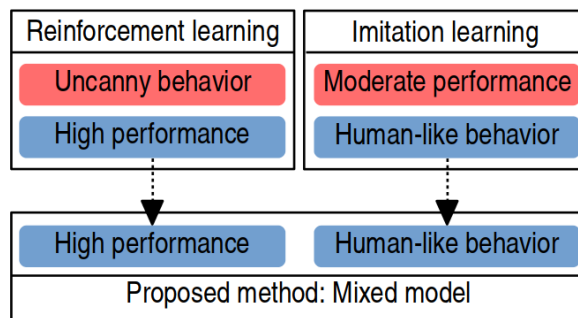 Reinforcement learning
Uncanny behavior
High performance
Imitation learning
Moderate performance
Human-like behavior
High performance
Human-like behavior
Proposed method: Mixed model